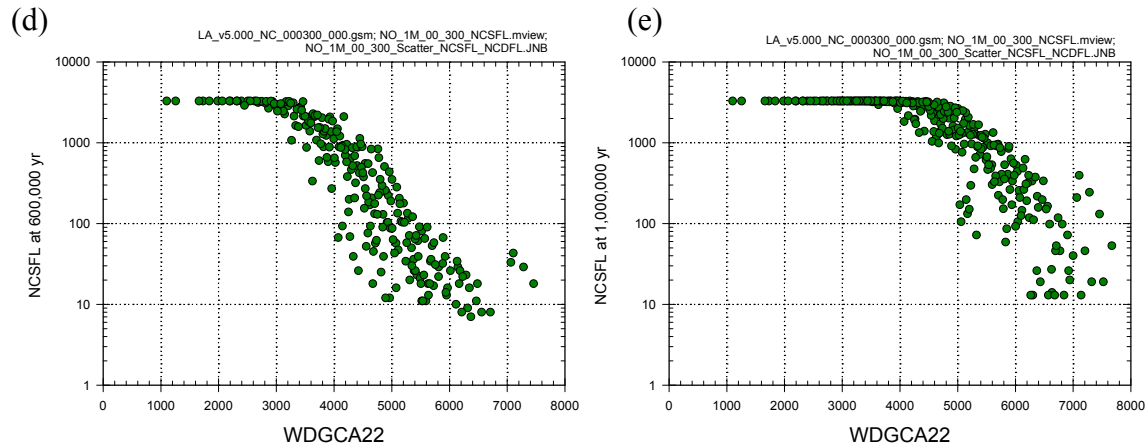 (d)
LA_v5.000_NC_000300_000.gsm; NO_1M_00_300_NCSFL.mview;
NO_1M_00_300_Scatter_NCSFL_NCDFL.JNB
10000
1000
100
10
1
NCSFL at 600,000 yr
0 1000 2000 3000 4000 5000 6000 7000 8000
WDGCA22
(e)
LA_v5.000_NC_000300_000.gsm; NO_1M_00_300_NCSFL.mview;
NO_1M_00_300_Scatter_NCSFL_NCDFL.JNB
10000
1000
100
10
1
NCSFL at 1,000,000 yr
0 1000 2000 3000 4000 5000 6000 7000 8000
WDGCA22